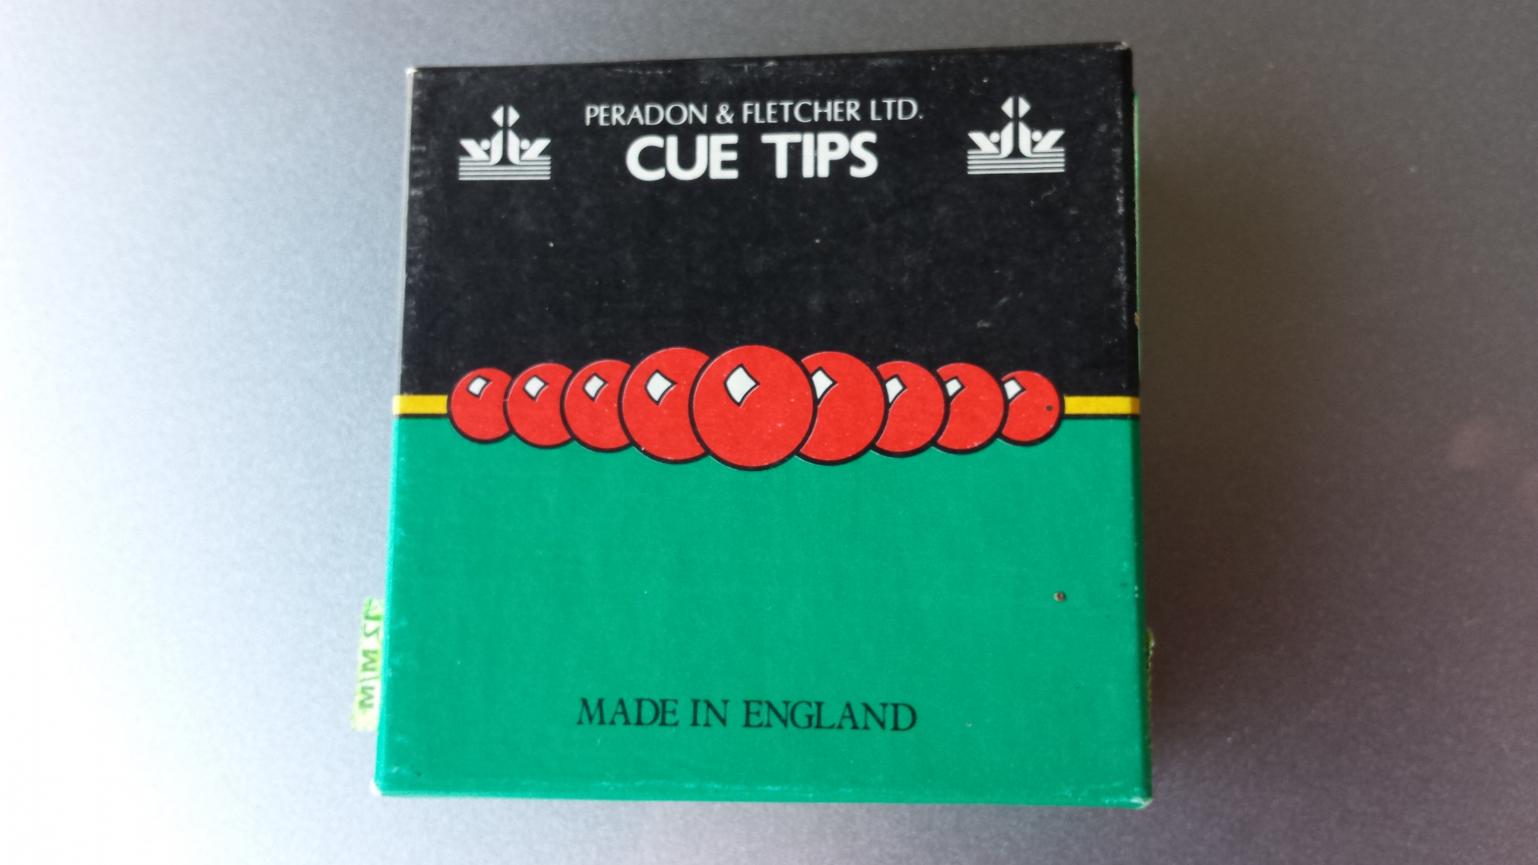 PERADON & FLETCHER LTD.
CUE TIPS
MADE IN ENGLAND